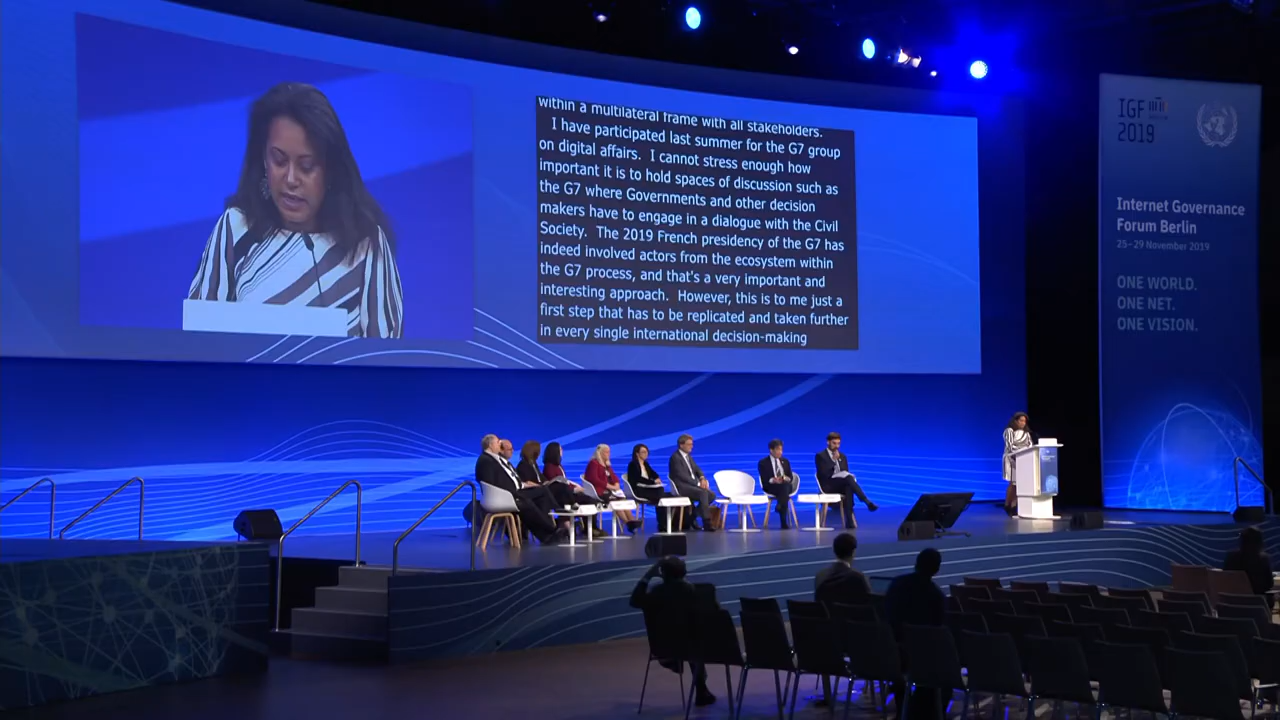 within a multilateral frame with all stakeholders.
I have participated last summer for the G7 group
on digital affairs. I cannot stress enough how
important it is to hold spaces of discussion such as
the G7 where Governments and other decision
makers have to engage in a dialogue with the Civil
Society. The 2019 French presidency of the G7 has
indeed involved actors from the ecosystem within
the G7 process, and that's a very important and
interesting approach. However, this is to me just a
first step that has to be replicated and taken further
in every single international decision-making
IGF
2019
Internet Governance
Forum Berlin
25–29 November 2019
ONE WORLD.
ONE NET.
ONE VISION.